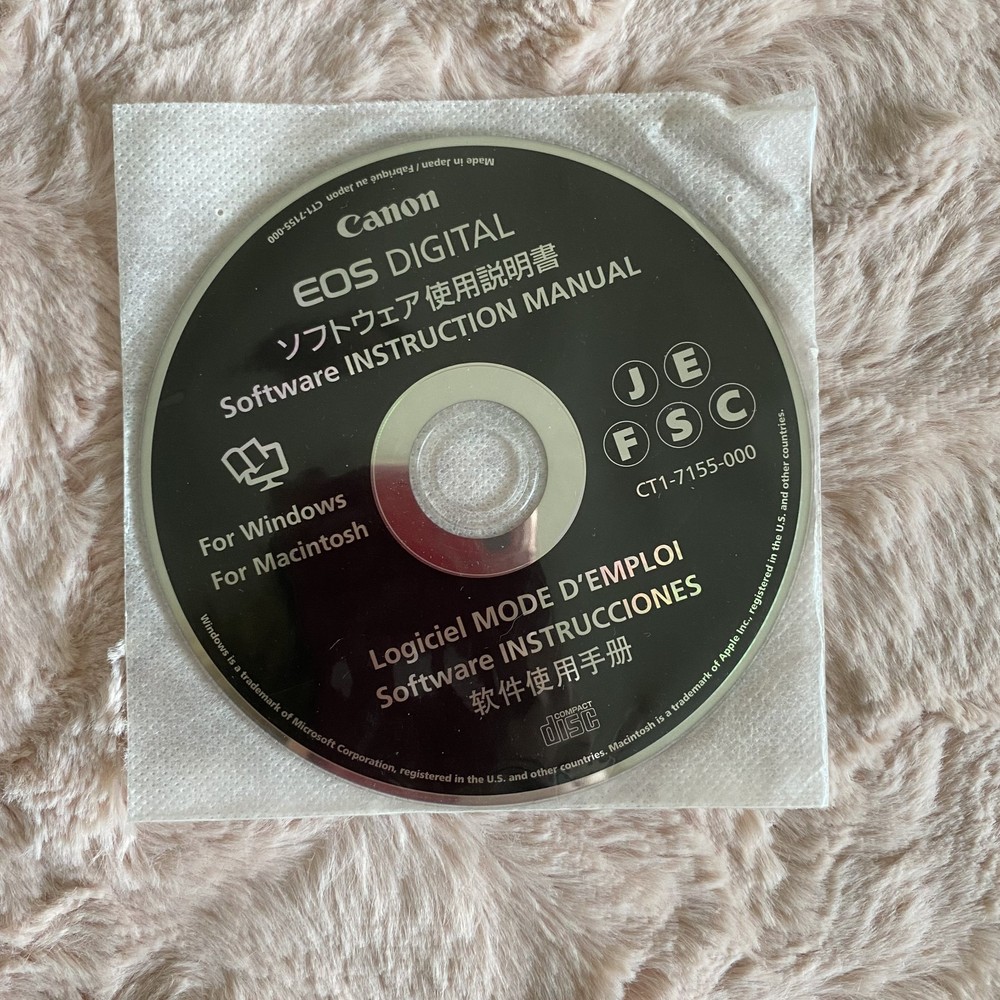 Made in Japan / Fabriqué au Japon CT1-7155-000
Canon
EOS DIGITAL
ソフトウェア使用説明書
Software INSTRUCTION MANUAL
J E
F S C
CT1-7155-000
For Windows
For Macintosh
Logiciel MODE D'EMPLOI
Software INSTRUCCIONES
软件使用手册
COMPACT
disc
Windows is a trademark of Microsoft Corporation, registered in the U.S. and other countries. Macintosh is a trademark of Apple Inc., registered in the U.S. and other countries.